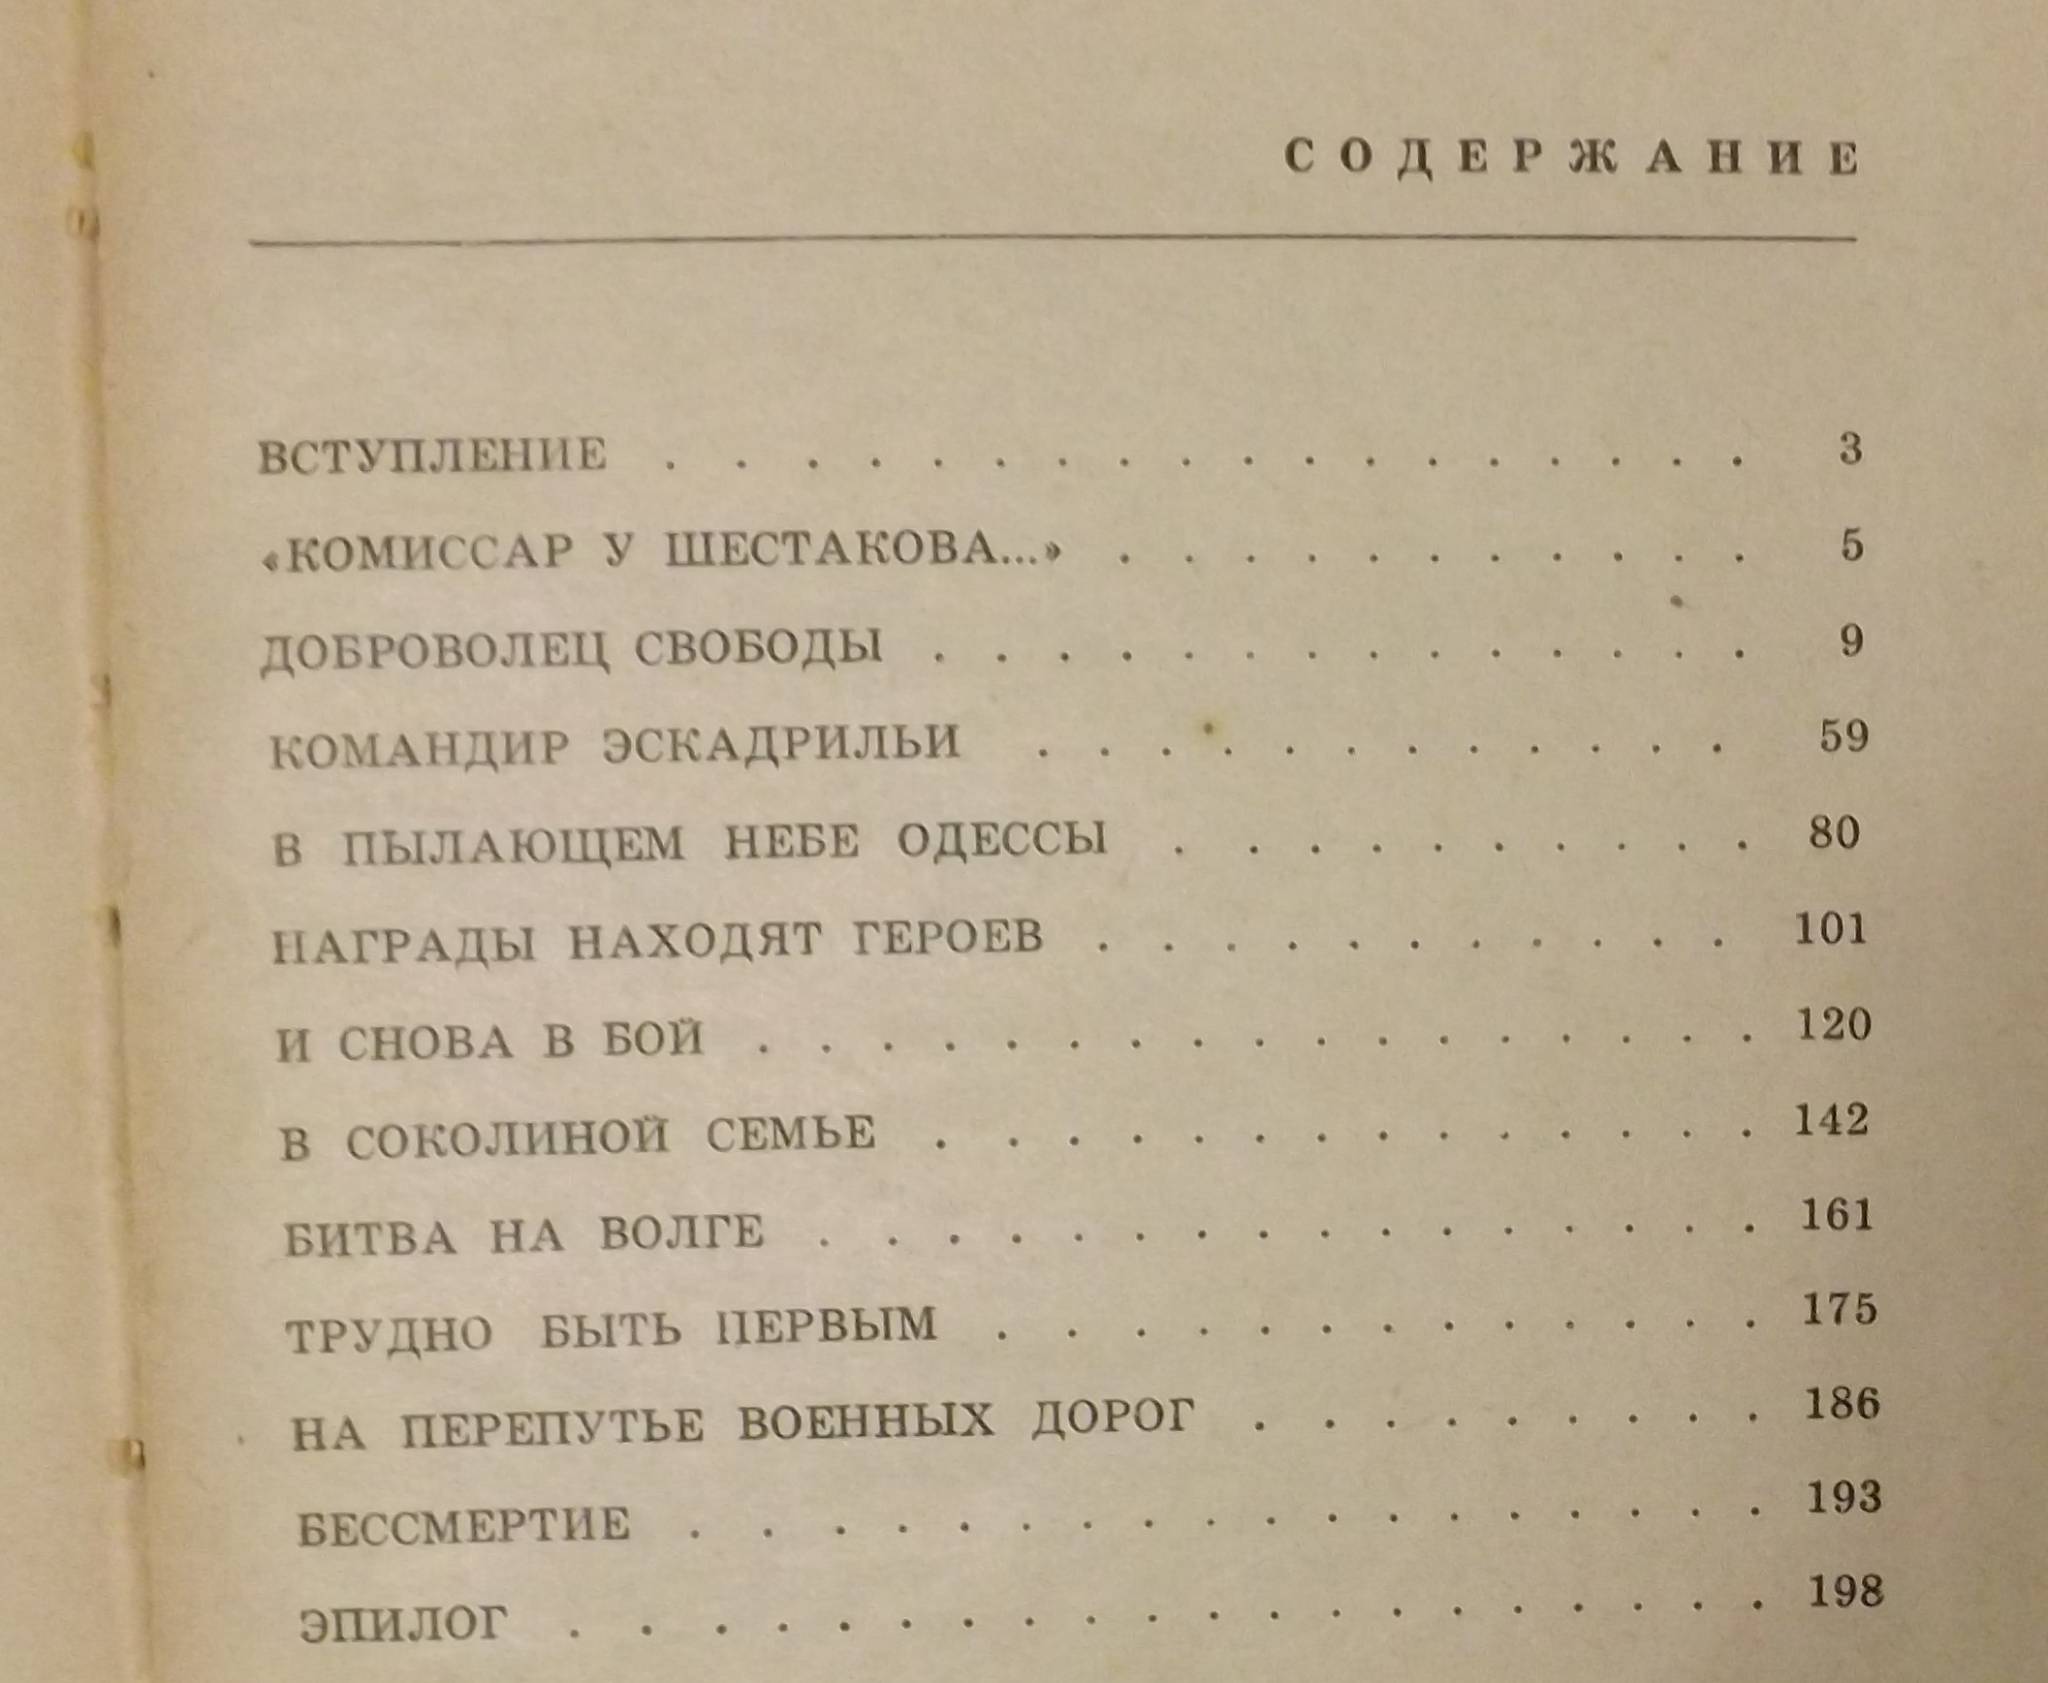 СОДЕРЖАНИЕ
ВСТУПЛЕНИЕ . . . . . . . . . . . . . . . . . . 3
«КОМИССАР У ШЕСТАКОВА...» . . . . . . . . . . . 5
ДОБРОВОЛЕЦ СВОБОДЫ . . . . . . . . . . . . . . 9
КОМАНДИР ЭСКАДРИЛЬИ . . . . . . . . . . . . 59
В ПЫЛАЮЩЕМ НЕБЕ ОДЕССЫ . . . . . . . . . . 80
НАГРАДЫ НАХОДЯТ ГЕРОЕВ . . . . . . . . . . . 101
И СНОВА В БОЙ . . . . . . . . . . . . . . . . . 120
В СОКОЛИНОЙ СЕМЬЕ . . . . . . . . . . . . . . 142
БИТВА НА ВОЛГЕ . . . . . . . . . . . . . . . . 161
ТРУДНО БЫТЬ ПЕРВЫМ . . . . . . . . . . . . . 175
НА ПЕРЕПУТЬЕ ВОЕННЫХ ДОРОГ . . . . . . . . . 186
БЕССМЕРТИЕ . . . . . . . . . . . . . . . . . . 193
ЭПИЛОГ . . . . . . . . . . . . . . . . . . . . 198